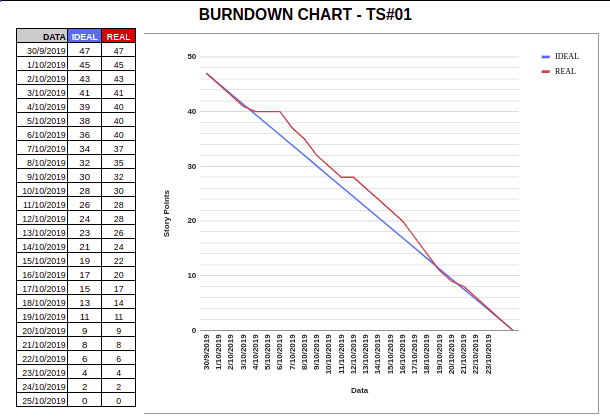 BURNDOWN CHART - TS#01
DATA IDEAL REAL
30/9/2019 47 47
1/10/2019 45 45
2/10/2019 43 43
3/10/2019 41 41
4/10/2019 39 40
5/10/2019 38 40
6/10/2019 36 40
7/10/2019 34 37
8/10/2019 32 35
9/10/2019 30 32
10/10/2019 28 30
11/10/2019 26 28
12/10/2019 24 28
13/10/2019 23 26
14/10/2019 21 24
15/10/2019 19 22
16/10/2019 17 20
17/10/2019 15 17
18/10/2019 13 14
19/10/2019 11 11
20/10/2019 9 9
21/10/2019 8 8
22/10/2019 6 6
23/10/2019 4 4
24/10/2019 2 2
25/10/2019 0 0
IDEAL
REAL
Story Points
50
40
30
20
10
0
30/9/2019
1/10/2019
2/10/2019
3/10/2019
4/10/2019
5/10/2019
6/10/2019
7/10/2019
8/10/2019
9/10/2019
10/10/2019
11/10/2019
12/10/2019
13/10/2019
14/10/2019
15/10/2019
16/10/2019
17/10/2019
18/10/2019
19/10/2019
20/10/2019
21/10/2019
22/10/2019
23/10/2019
Data